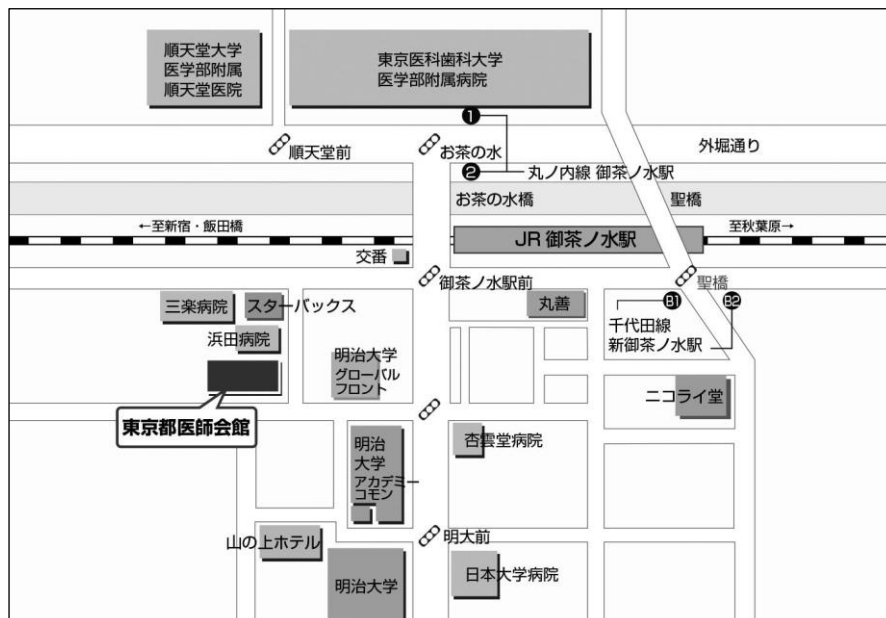 順天堂大学
医学部附属
順天堂医院
東京医科歯科大学
医学部附属病院
1
順天堂前
お茶の水
外堀通り
2
丸ノ内線 御茶ノ水駅
お茶の水橋
聖橋
←至新宿・飯田橋
JR 御茶ノ水駅
至秋葉原→
交番
御茶ノ水駅前
聖橋
三楽病院
スターバックス
丸善
B1
B2
千代田線
新御茶ノ水駅
浜田病院
明治大学
グローバル
フロント
ニコライ堂
東京都医師会館
明治
大学
アカデミー
コモン
杏雲堂病院
山の上ホテル
明大前
明治大学
日本大学病院